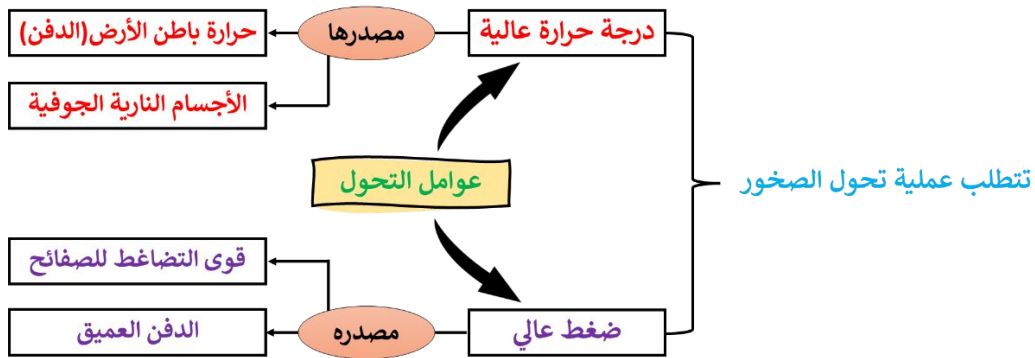 تتطلب عملية تحول الصخور
عوامل التحول
درجة حرارة عالية
مصدرها
حرارة باطن الأرض(الدفن)
الأجسام النارية الجوفية
ضغط عالي
مصدره
قوى التضاغط للصفائح
الدفن العميق